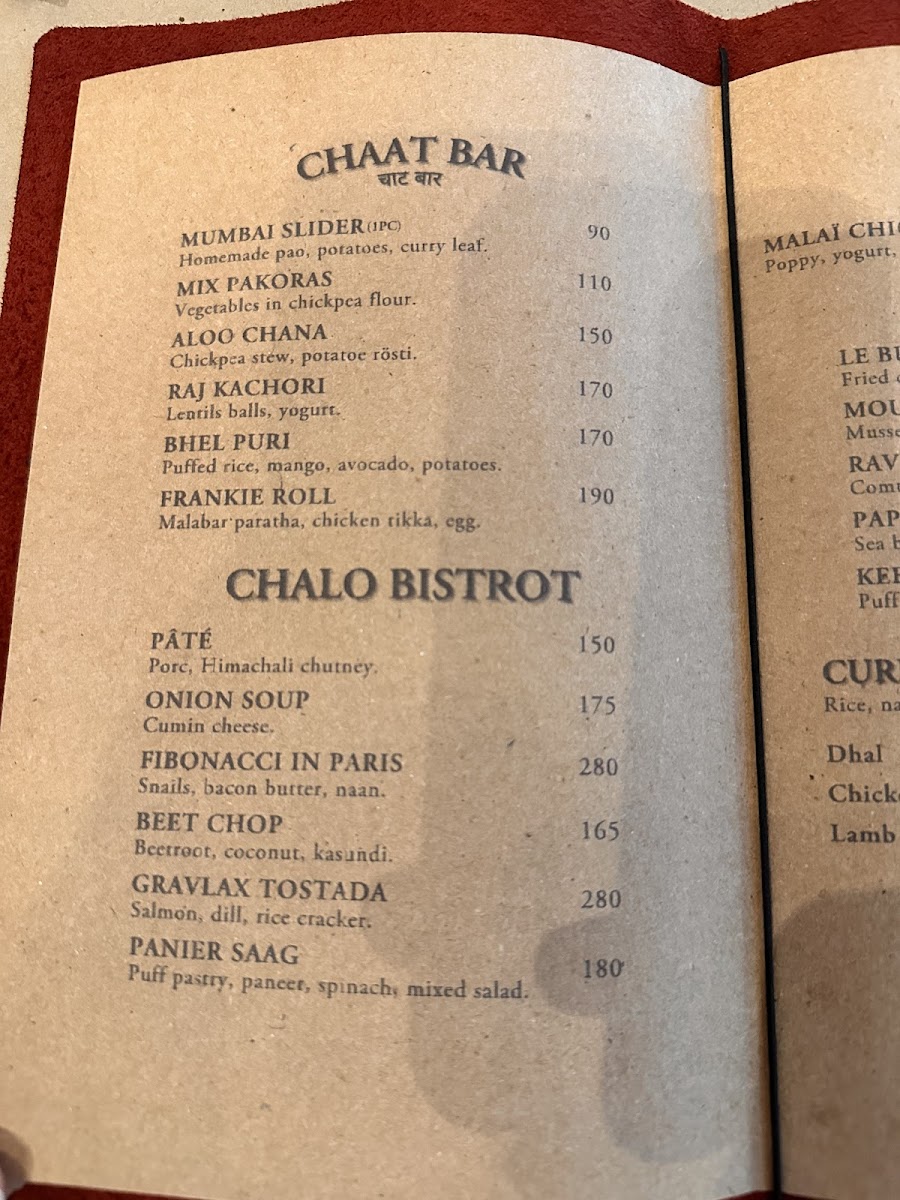 CHAAT BAR
चाट बार
MUMBAI SLIDER (1PC) 90
Homemade pao, potatoes, curry leaf.
MIX PAKORAS 110
Vegetables in chickpea flour.
ALOO CHANA 150
Chickpea stew, potatoe rösti.
RAJ KACHORI 170
Lentils balls, yogurt.
BHEL PURI 170
Puffed rice, mango, avocado, potatoes.
FRANKIE ROLL 190
Malabar paratha, chicken tikka, egg.
CHALO BISTROT
PÂTÉ 150
Porc, Himachali chutney.
ONION SOUP 175
Cumin cheese.
FIBONACCI IN PARIS 280
Snails, bacon butter, naan.
BEET CHOP 165
Beetroot, coconut, kasundi.
GRAVLAX TOSTADA 280
Salmon, dill, rice cracker.
PANIER SAAG 180
Puff pastry, paneer, spinach, mixed salad.
MALAÏ
Poppy, yogurt,
LE
Fried
Rice,
Dhal
Lamb